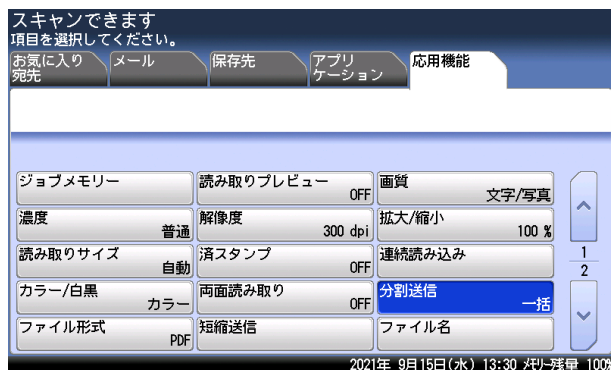 スキャンできます
項目を選択してください。
お気に入り
宛先
メール
保存先
アプリ
ケーション
応用機能
ジョブメモリー
読み取りプレビュー
OFF
画質
文字/写真
濃度
普通
解像度
300 dpi
拡大/縮小
100 %
読み取りサイズ
自動
済スタンプ
OFF
連続読み込み
1
2
カラー/白黒
カラー
両面読み取り
OFF
分割送信
一括
ファイル形式
PDF
短縮送信
ファイル名
2021年 9月15日(水) 13:30 メモリー残量 100%